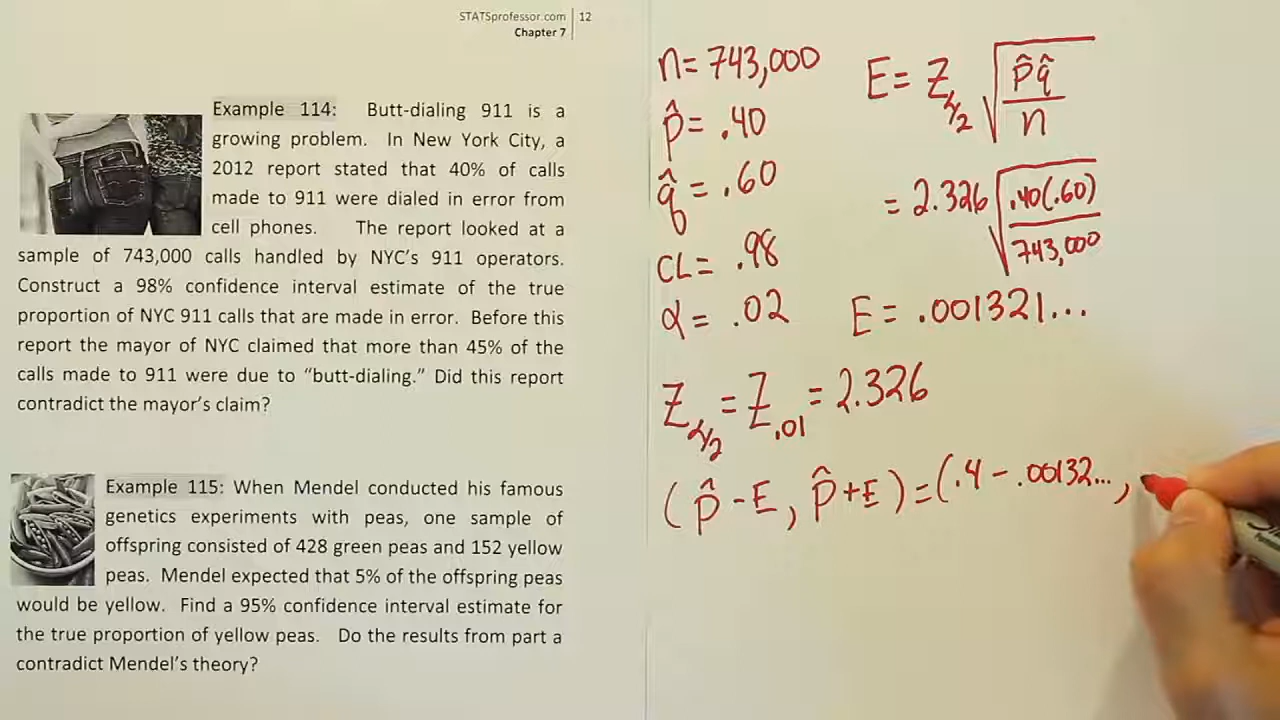 STATSprofessor.com 12
Chapter 7
Example 114: Butt-dialing 911 is a
growing problem. In New York City, a
2012 report stated that 40% of calls
made to 911 were dialed in error from
cell phones. The report looked at a
sample of 743,000 calls handled by NYC’s 911 operators.
Construct a 98% confidence interval estimate of the true
proportion of NYC 911 calls that are made in error. Before this
report the mayor of NYC claimed that more than 45% of the
calls made to 911 were due to “butt-dialing.” Did this report
contradict the mayor’s claim?
Example 115: When Mendel conducted his famous
genetics experiments with peas, one sample of
offspring consisted of 428 green peas and 152 yellow
peas. Mendel expected that 5% of the offspring peas
would be yellow. Find a 95% confidence interval estimate for
the true proportion of yellow peas. Do the results from part a
contradict Mendel’s theory?
n= 743,000
p̂= .40
q̂ = .60
CL= .98
α= .02
Z α/2 = Z .01 = 2.326
E= Z α/2 √ p̂q̂ / n
= 2.326 √ .40(.60) / 743,000
E= .001321...
( p̂ -E, p̂+E ) = (.4 - .00132...,